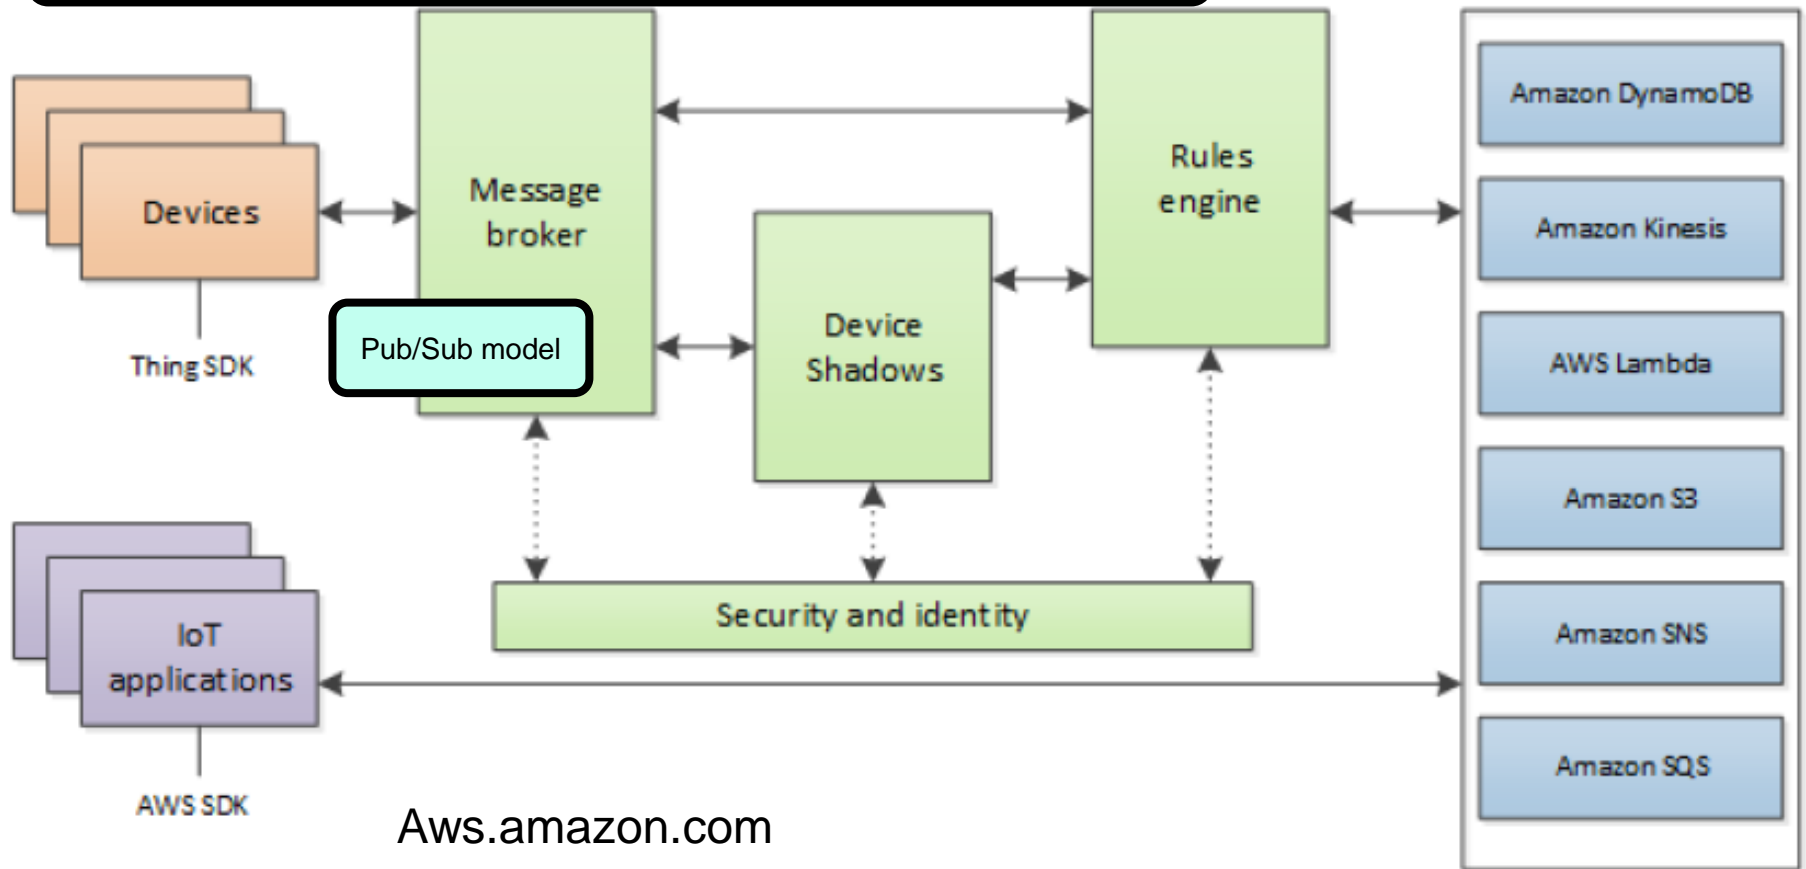 Devices
Thing SDK
Message
broker
Pub/Sub model
Device
Shadows
Rules
engine
Security and identity
IoT
applications
AWS SDK
Amazon DynamoDB
Amazon Kinesis
AWS Lambda
Amazon S3
Amazon SNS
Amazon SQS
Aws.amazon.com